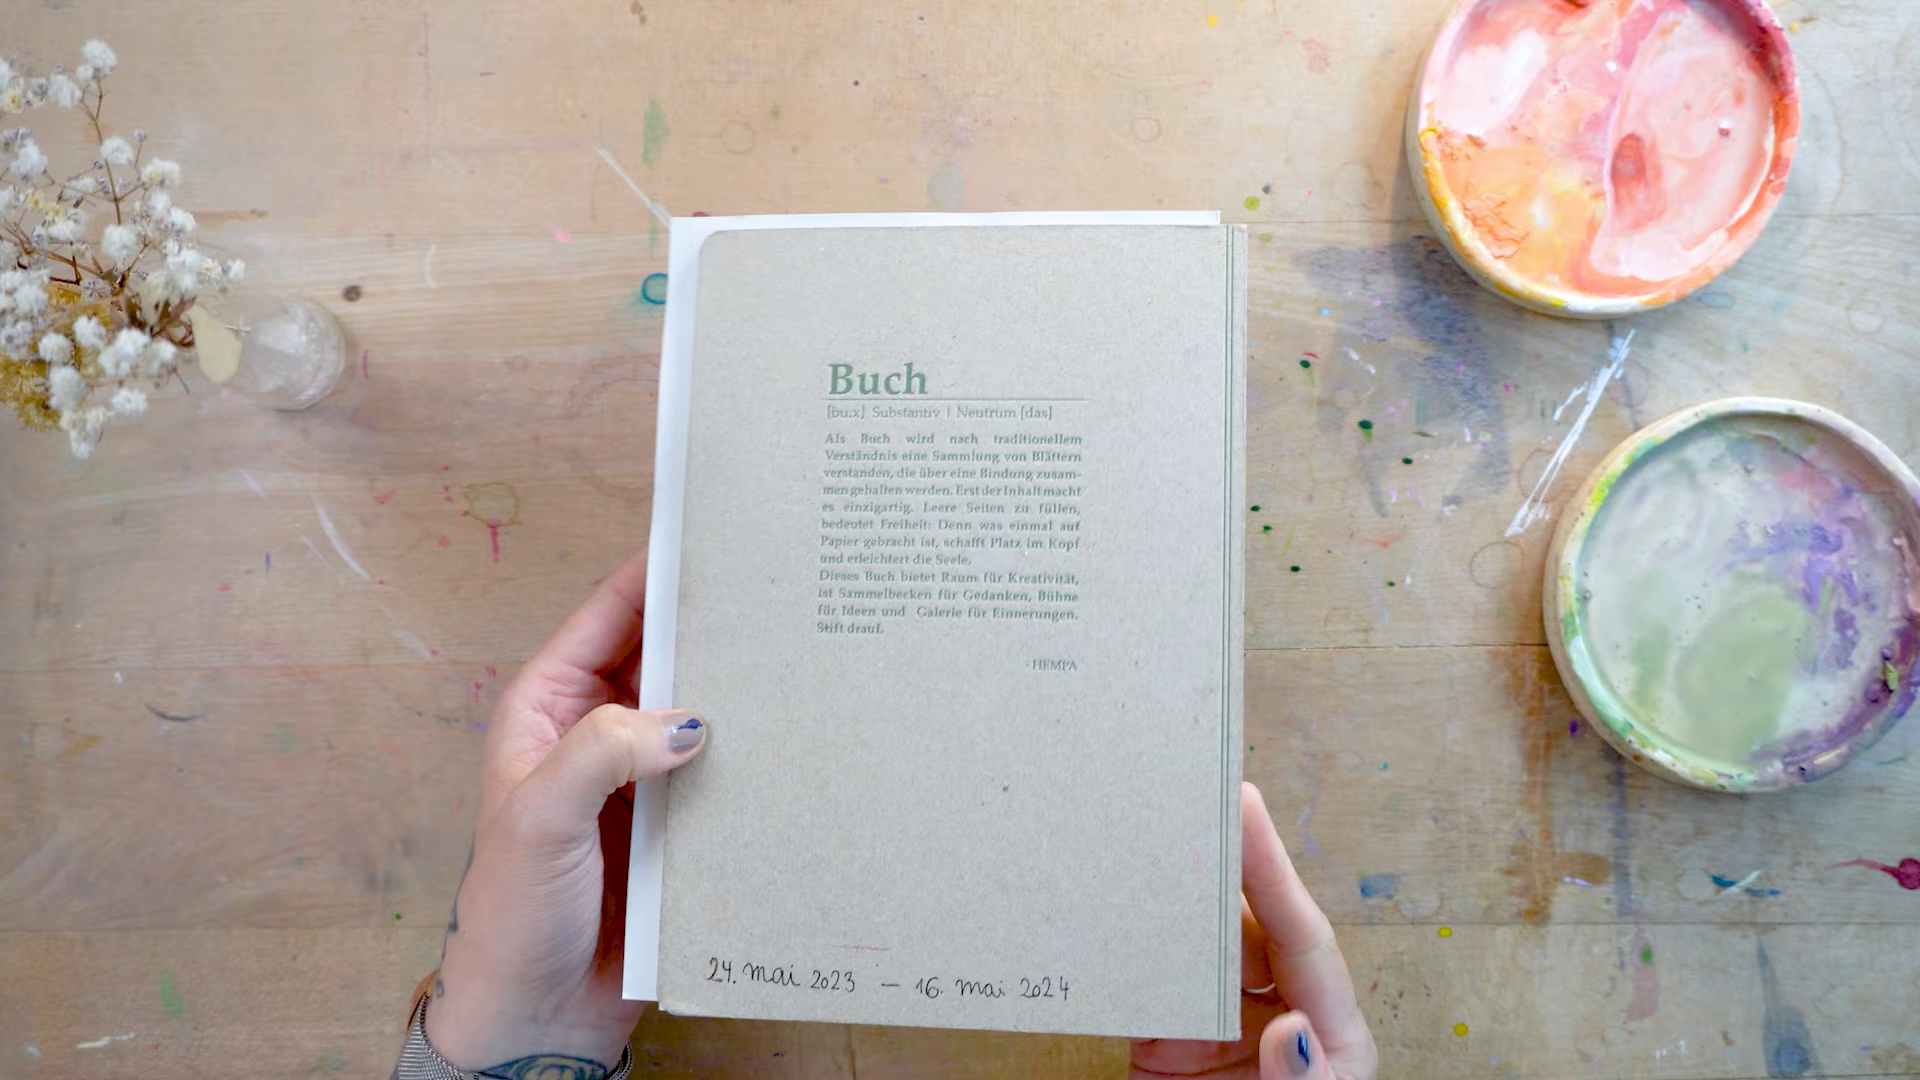 Buch
[bu:x] Substantiv | Neutrum [das]
Als Buch wird nach traditionellem
Verständnis eine Sammlung von Blättern
verstanden, die über eine Bindung zusam-
men gehalten werden. Erst der Inhalt macht
es einzigartig. Leere Seiten zu füllen,
bedeutet Freiheit: Denn was einmal auf
Papier gebracht ist, schafft Platz im Kopf
und erleichtert die Seele.
Dieses Buch bietet Raum für Kreativität,
ist Sammelbecken für Gedanken, Bühne
für Ideen und Galerie für Einnerungen.
Stift drauf.
- HEMPA
24. mai 2023 — 16. mai 2024